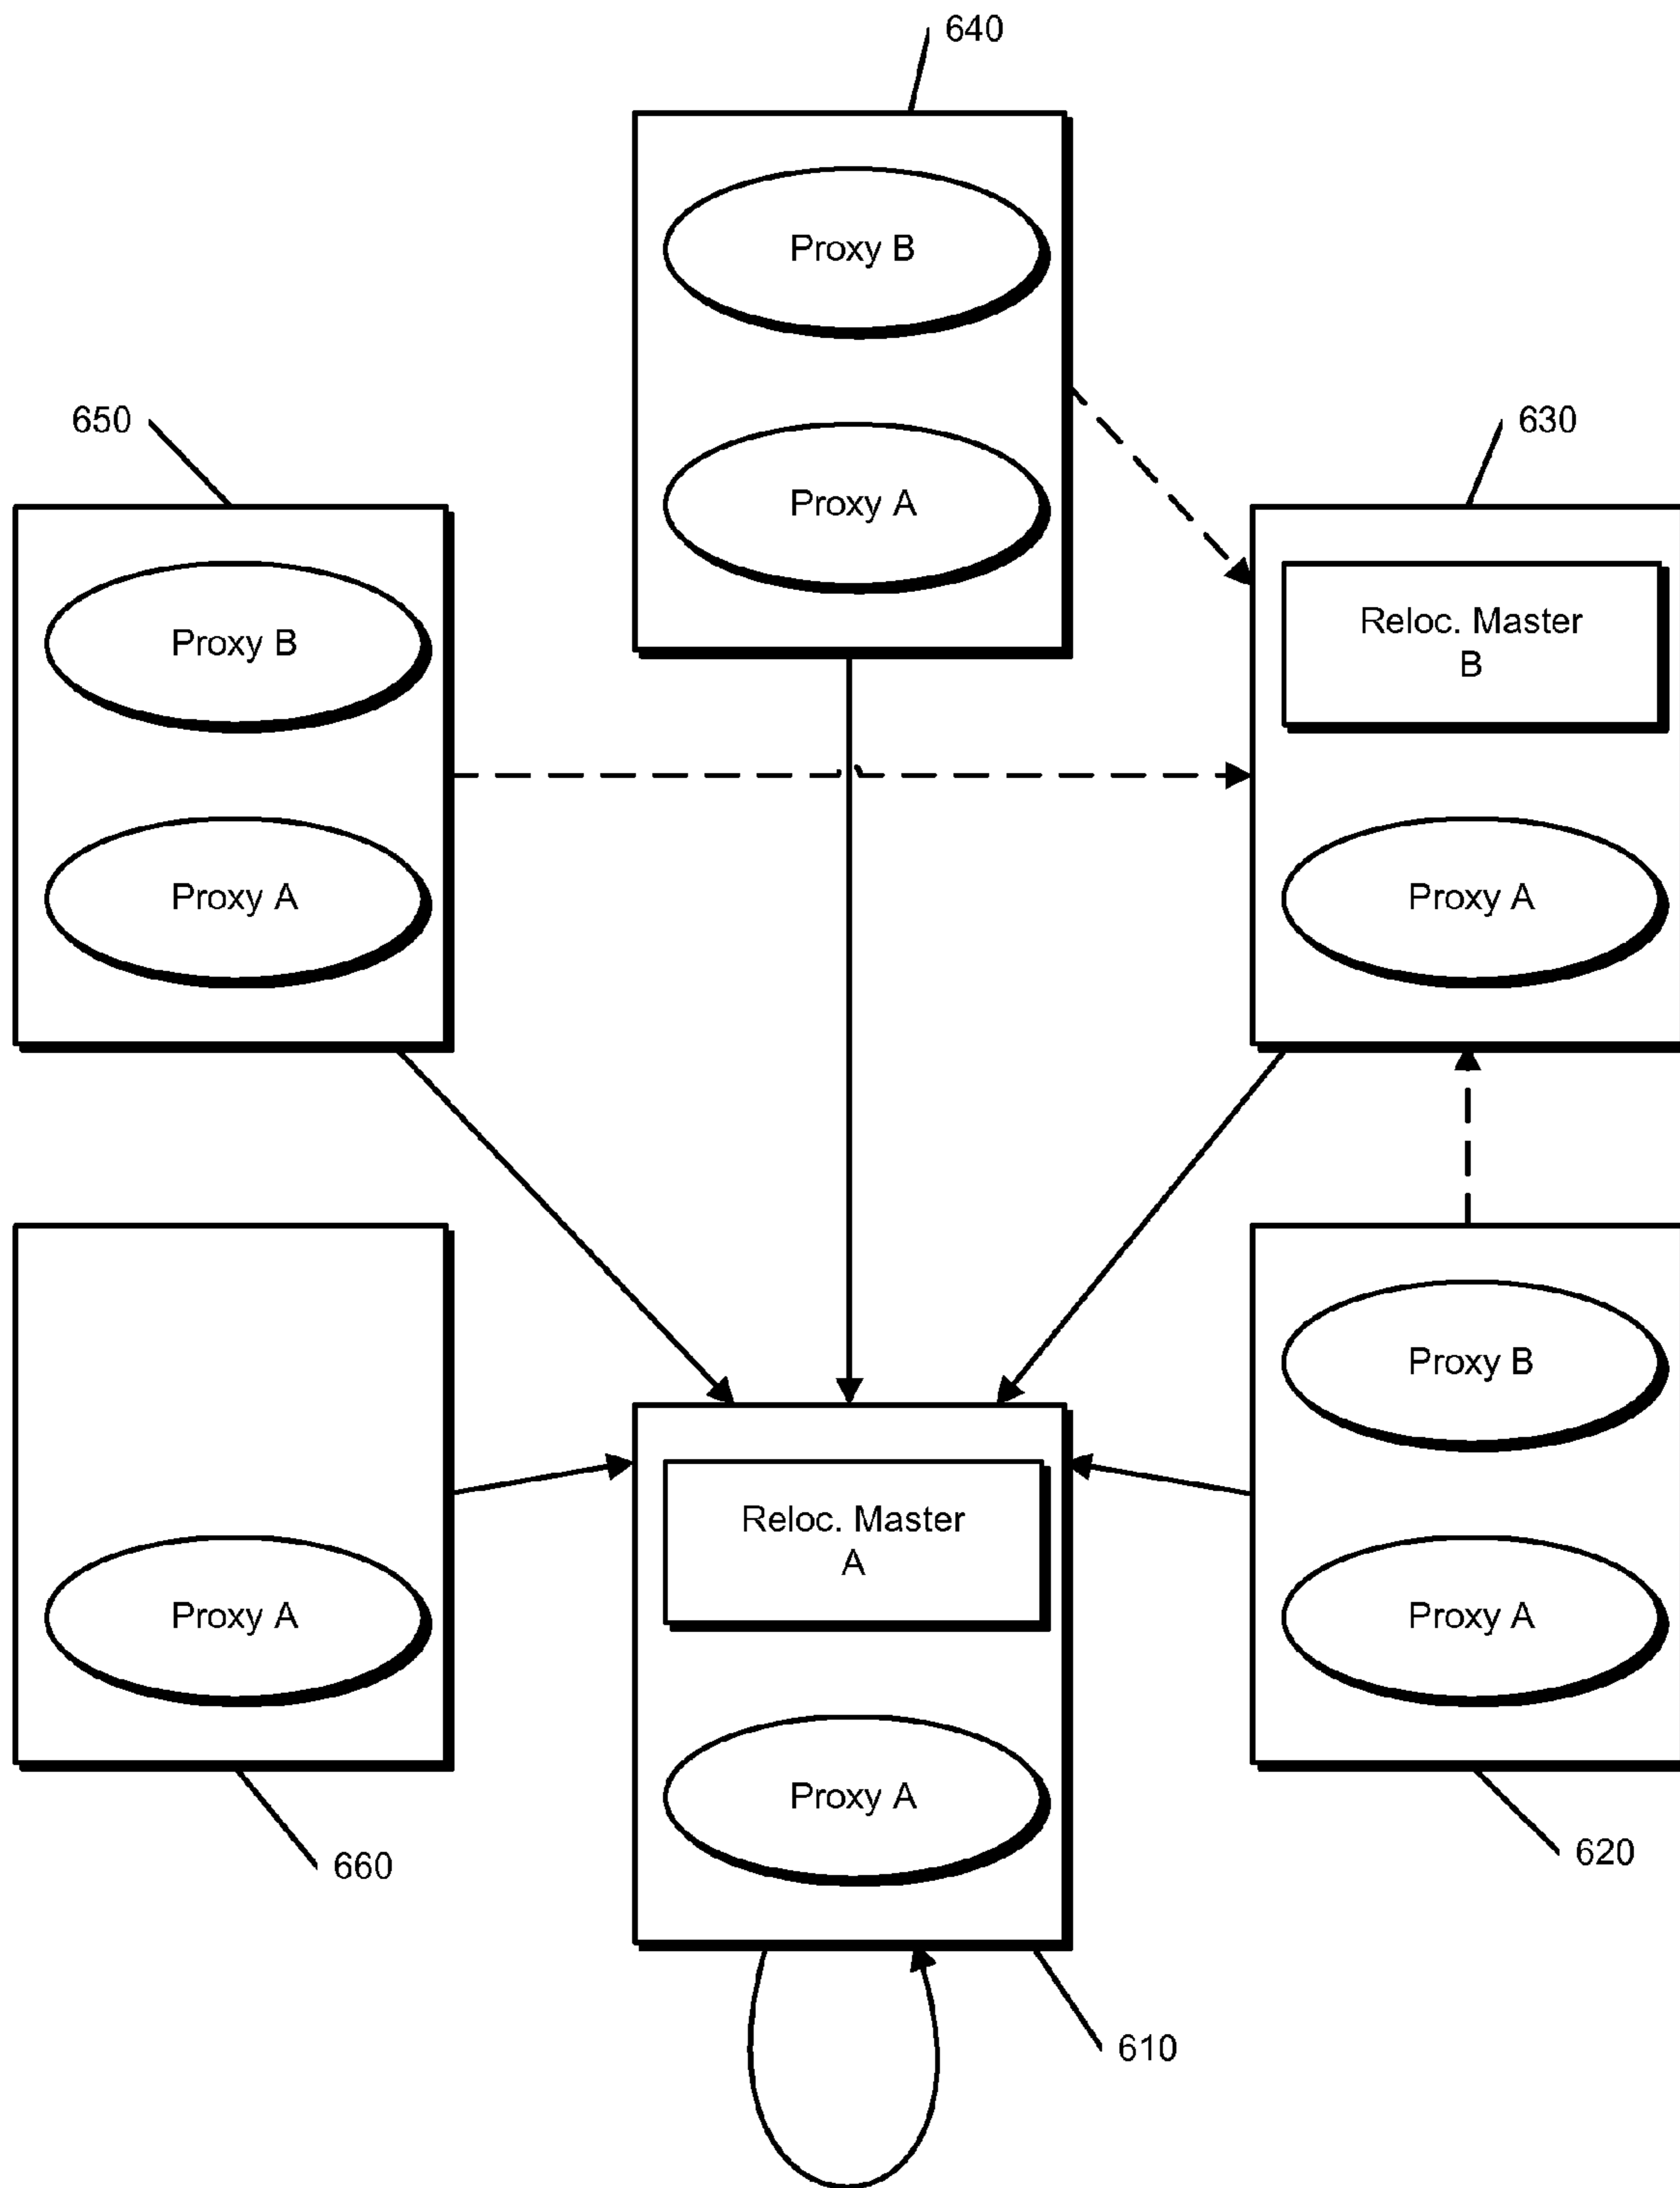 640
Proxy B
Proxy A
650
Proxy B
Proxy A
630
Reloc. Master
B
Proxy A
Proxy A
660
Reloc. Master
A
Proxy A
610
Proxy B
Proxy A
620